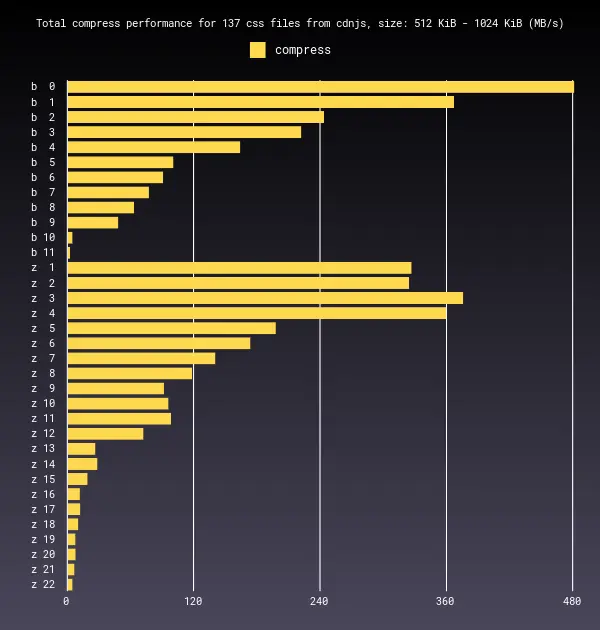 Total compress performance for 137 css files from cdnjs, size: 512 KiB - 1024 KiB (MB/s)
compress
b 0
b 1
b 2
b 3
b 4
b 5
b 6
b 7
b 8
b 9
b 10
b 11
z 1
z 2
z 3
z 4
z 5
z 6
z 7
z 8
z 9
z 10
z 11
z 12
z 13
z 14
z 15
z 16
z 17
z 18
z 19
z 20
z 21
z 22
0 120 240 360 480